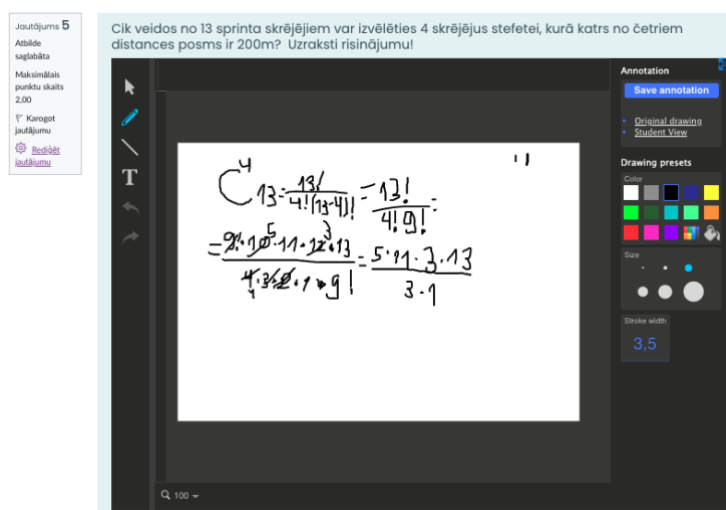 Jautājums 5
Atbilde
saglabāta
Maksimālais
punktu skaits
2,00
Karogot
jautājumu
Rediģēt
jautājumu
Cik veidos no 13 sprinta skrējējiem var izvēlēties 4 skrējējus stefetei, kurā katrs no četriem
distances posms ir 200m? Uzraksti risinājumu!
Annotation
Save annotation
Original drawing
Student View
Drawing presets
Color
Size
Stroke width
3,5
T
C⁴₁₃ = 13!/4!(13-4)! = 13!/4!9! =
= 9!·10·11·12·13/4·3·2·1·9! = 5·11·3·13/3·1
100